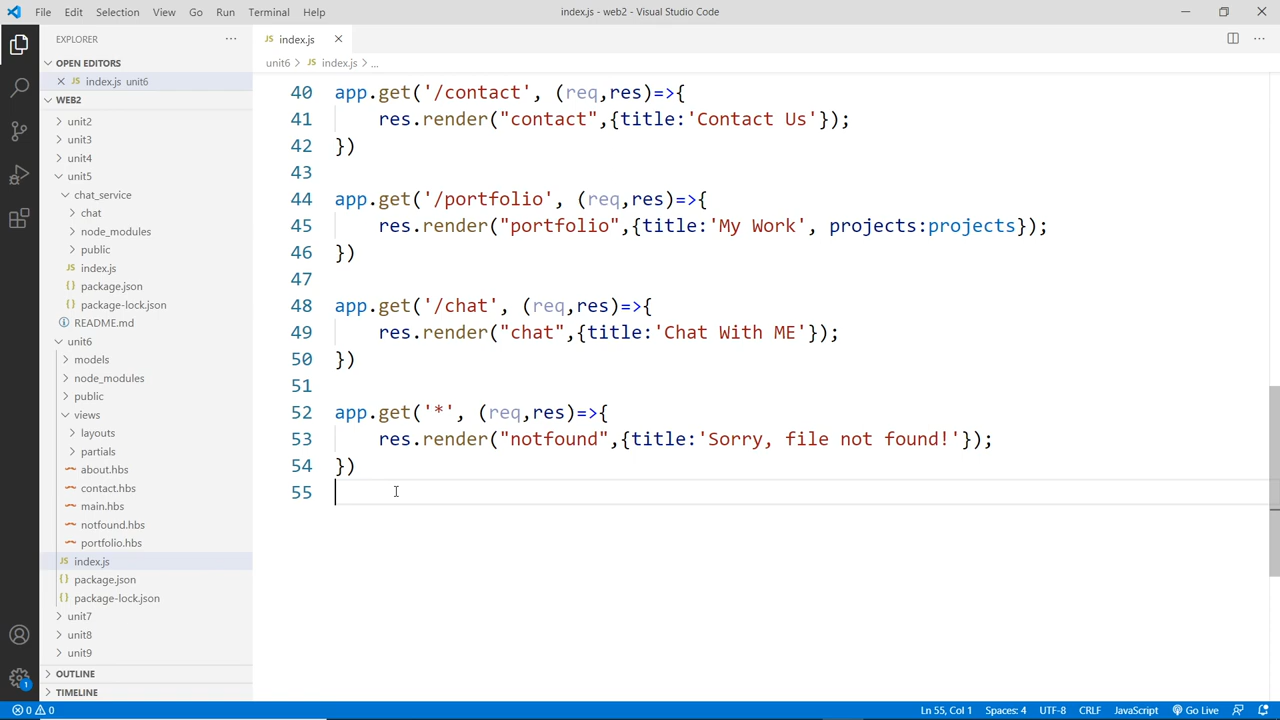 File Edit Selection View Go Run Terminal Help index.js - web2 - Visual Studio Code
EXPLORER
OPEN EDITORS
JS index.js unit6
WEB2
unit2
unit3
unit4
unit5
chat_service
chat
node_modules
public
index.js
{} package.json
{} package-lock.json
README.md
unit6
models
node_modules
public
views
layouts
partials
about.hbs
contact.hbs
main.hbs
notfound.hbs
portfolio.hbs
JS index.js
{} package.json
{} package-lock.json
unit7
unit8
unit9
OUTLINE
TIMELINE
JS index.js
unit6 > JS index.js > ...
40 app.get('/contact', (req,res)=>{
41 res.render("contact",{title:'Contact Us'});
42 })
43
44 app.get('/portfolio', (req,res)=>{
45 res.render("portfolio",{title:'My Work', projects:projects});
46 })
47
48 app.get('/chat', (req,res)=>{
49 res.render("chat",{title:'Chat With ME'});
50 })
51
52 app.get('*', (req,res)=>{
53 res.render("notfound",{title:'Sorry, file not found!'});
54 })
55
1
0 0 Ln 55, Col 1 Spaces: 4 UTF-8 CRLF JavaScript Go Live